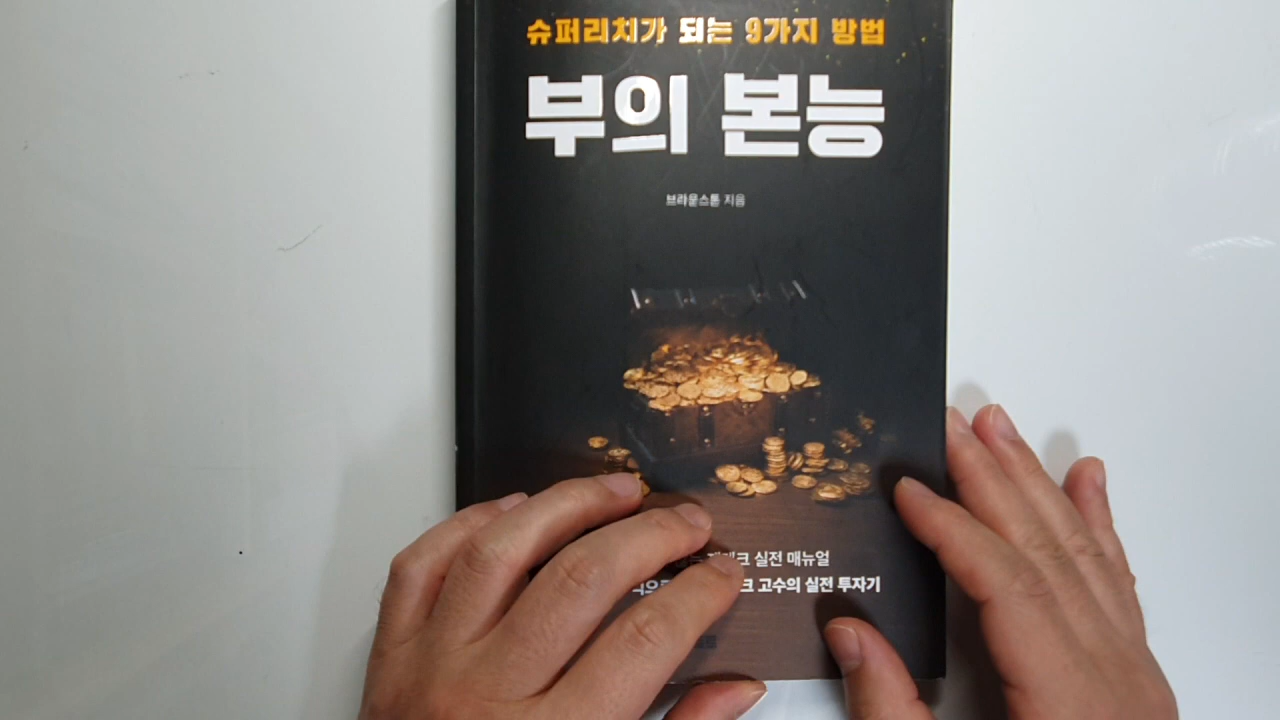 슈퍼리치가 되는 9가지 방법
부의 본능
브라운스톤 지음
실전 매뉴얼
고수의 실전 투자기